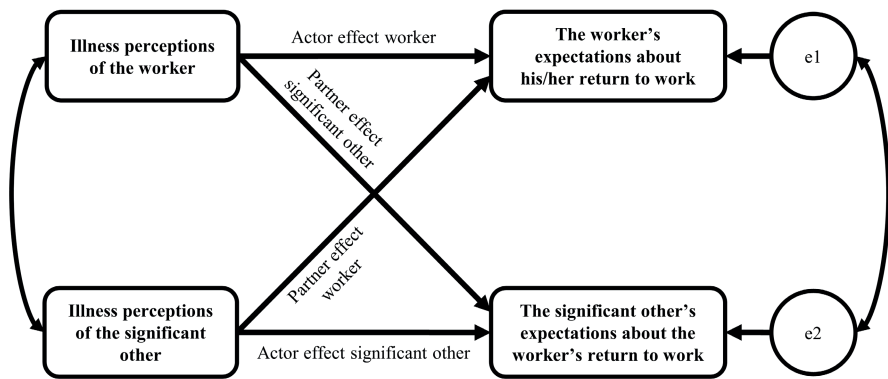 Illness perceptions
of the worker
Actor effect worker
The worker's
expectations about
his/her return to work
e1
Partner effect
significant other
Partner effect
worker
Illness perceptions
of the significant
other
Actor effect significant other
The significant other's
expectations about the
worker's return to work
e2